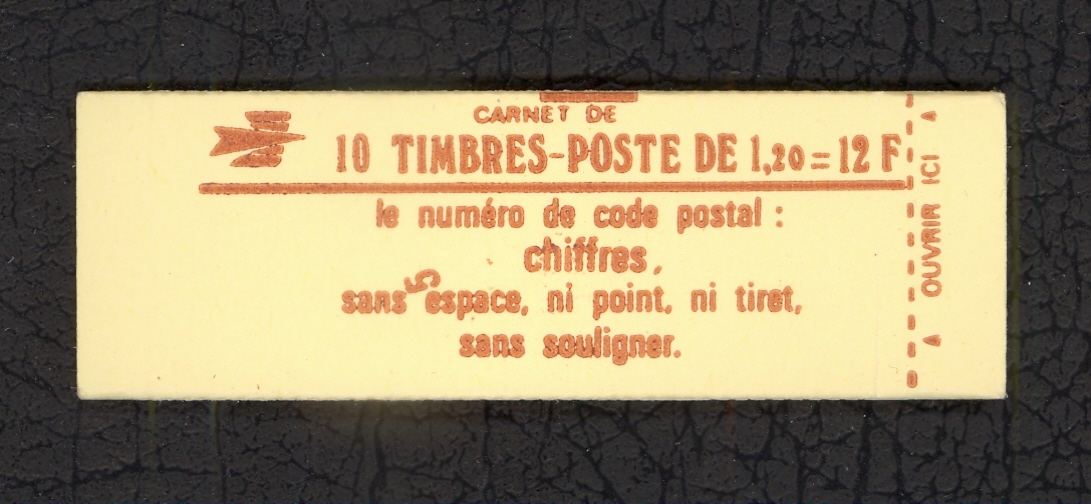 CARNET DE
10 TIMBRES-POSTE DE 1,20 = 12 F
le numéro de code postal :
5 chiffres,
sans espace, ni point, ni tiret,
sans souligner.
OUVRIR ICI